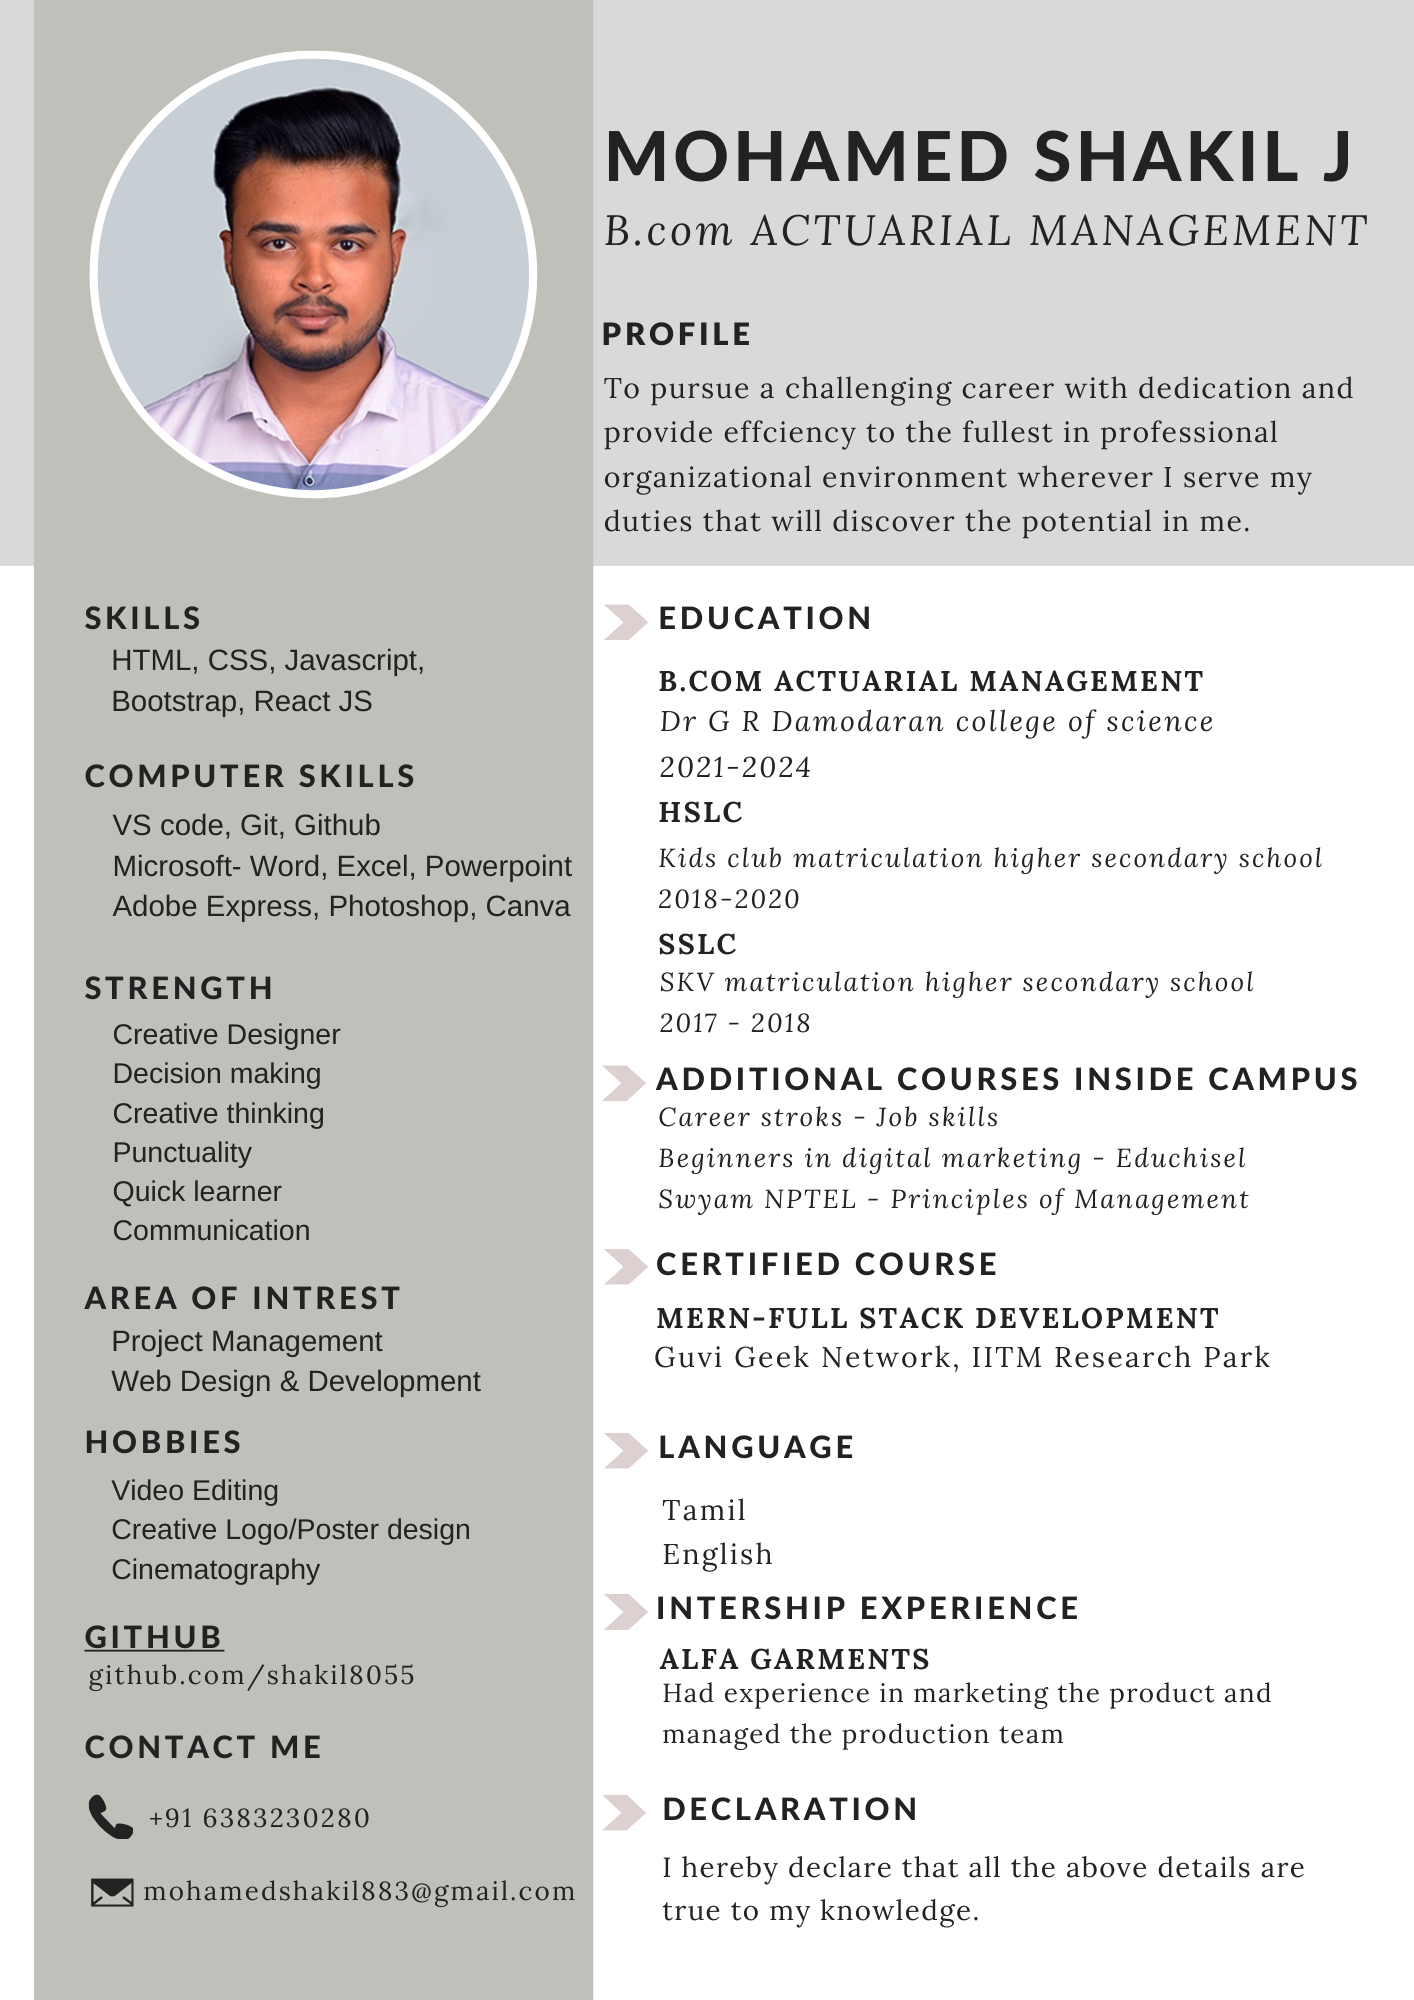 MOHAMED SHAKIL J
B.com ACTUARIAL MANAGEMENT
PROFILE
To pursue a challenging career with dedication and
provide effciency to the fullest in professional
organizational environment wherever I serve my
duties that will discover the potential in me.
SKILLS
HTML, CSS, Javascript,
Bootstrap, React JS
COMPUTER SKILLS
VS code, Git, Github
Microsoft- Word, Excel, Powerpoint
Adobe Express, Photoshop, Canva
STRENGTH
Creative Designer
Decision making
Creative thinking
Punctuality
Quick learner
Communication
AREA OF INTREST
Project Management
Web Design & Development
HOBBIES
Video Editing
Creative Logo/Poster design
Cinematography
GITHUB
github.com/shakil8055
CONTACT ME
+91 6383230280
mohamedshakil883@gmail.com
EDUCATION
B.COM ACTUARIAL MANAGEMENT
Dr G R Damodaran college of science
2021-2024
HSLC
Kids club matriculation higher secondary school
2018-2020
SSLC
SKV matriculation higher secondary school
2017 - 2018
ADDITIONAL COURSES INSIDE CAMPUS
Career stroks - Job skills
Beginners in digital marketing - Educhisel
Swyam NPTEL - Principles of Management
CERTIFIED COURSE
MERN-FULL STACK DEVELOPMENT
Guvi Geek Network, IITM Research Park
LANGUAGE
Tamil
English
INTERSHIP EXPERIENCE
ALFA GARMENTS
Had experience in marketing the product and
managed the production team
DECLARATION
I hereby declare that all the above details are
true to my knowledge.